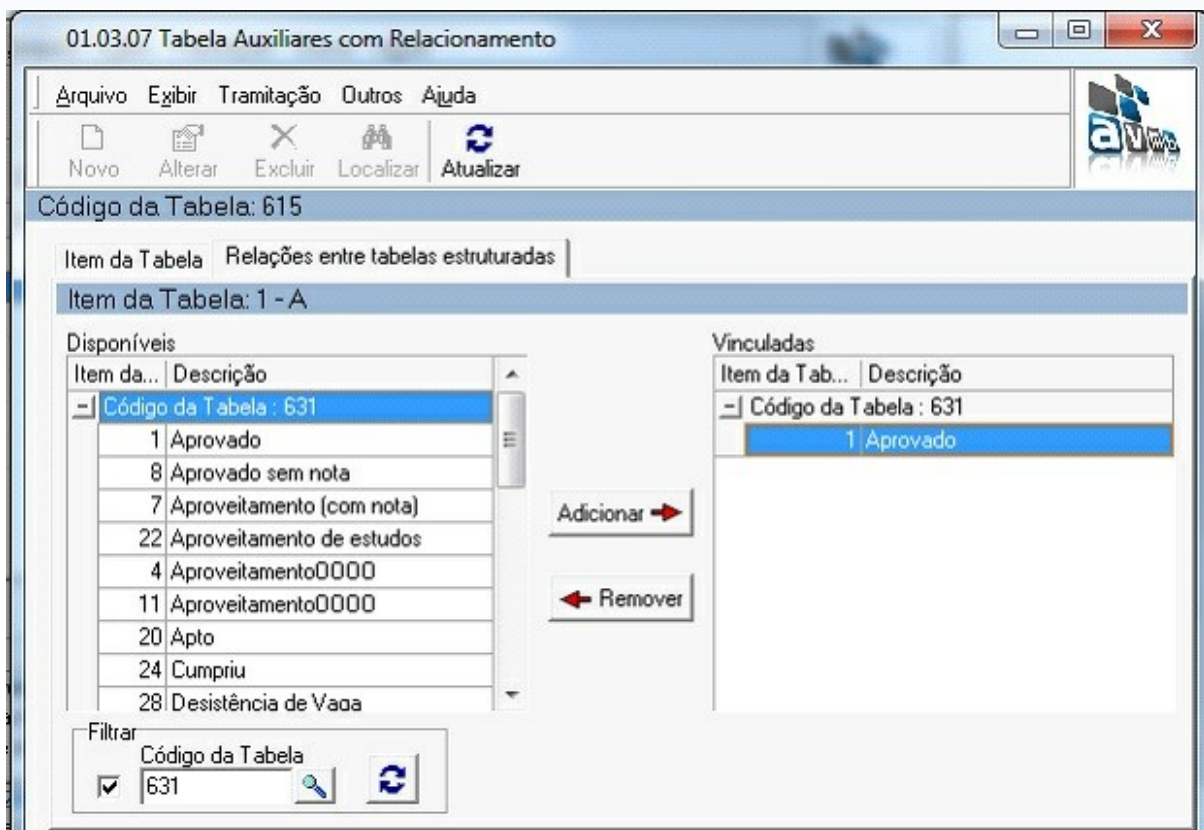 01.03.07 Tabela Auxiliares com Relacionamento
Arquivo Exibir Tramitação Outros Ajuda
Novo Alterar Excluir Localizar Atualizar
avmb
Código da Tabela: 615
Item da Tabela Relações entre tabelas estruturadas
Item da Tabela: 1 - A
Disponíveis Vinculadas
Item da... Descrição Item da Tab... Descrição
Código da Tabela : 631 Código da Tabela : 631
1 Aprovado 1 Aprovado
8 Aprovado sem nota
7 Aproveitamento (com nota)
22 Aproveitamento de estudos
4 AproveitamentoOOOO
11 AproveitamentoOOOO
20 Apto
24 Cumpriu
28 Desistência de Vaga
Adicionar
Remover
Filtrar
Código da Tabela
631